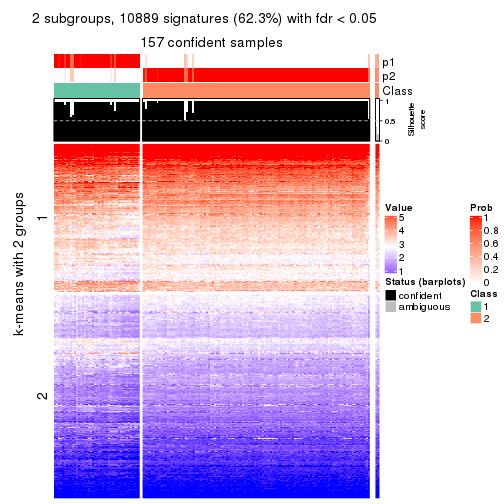 2 subgroups, 10889 signatures (62.3%) with fdr < 0.05
157 confident samples
p1
p2
Class
1
0.5
0
Silhouette
score
k-means with 2 groups
1
2
Value
5
4
3
2
1
Status (barplots)
confident
ambiguous
Prob
1
0.8
0.6
0.4
0.2
0
Class
1
2